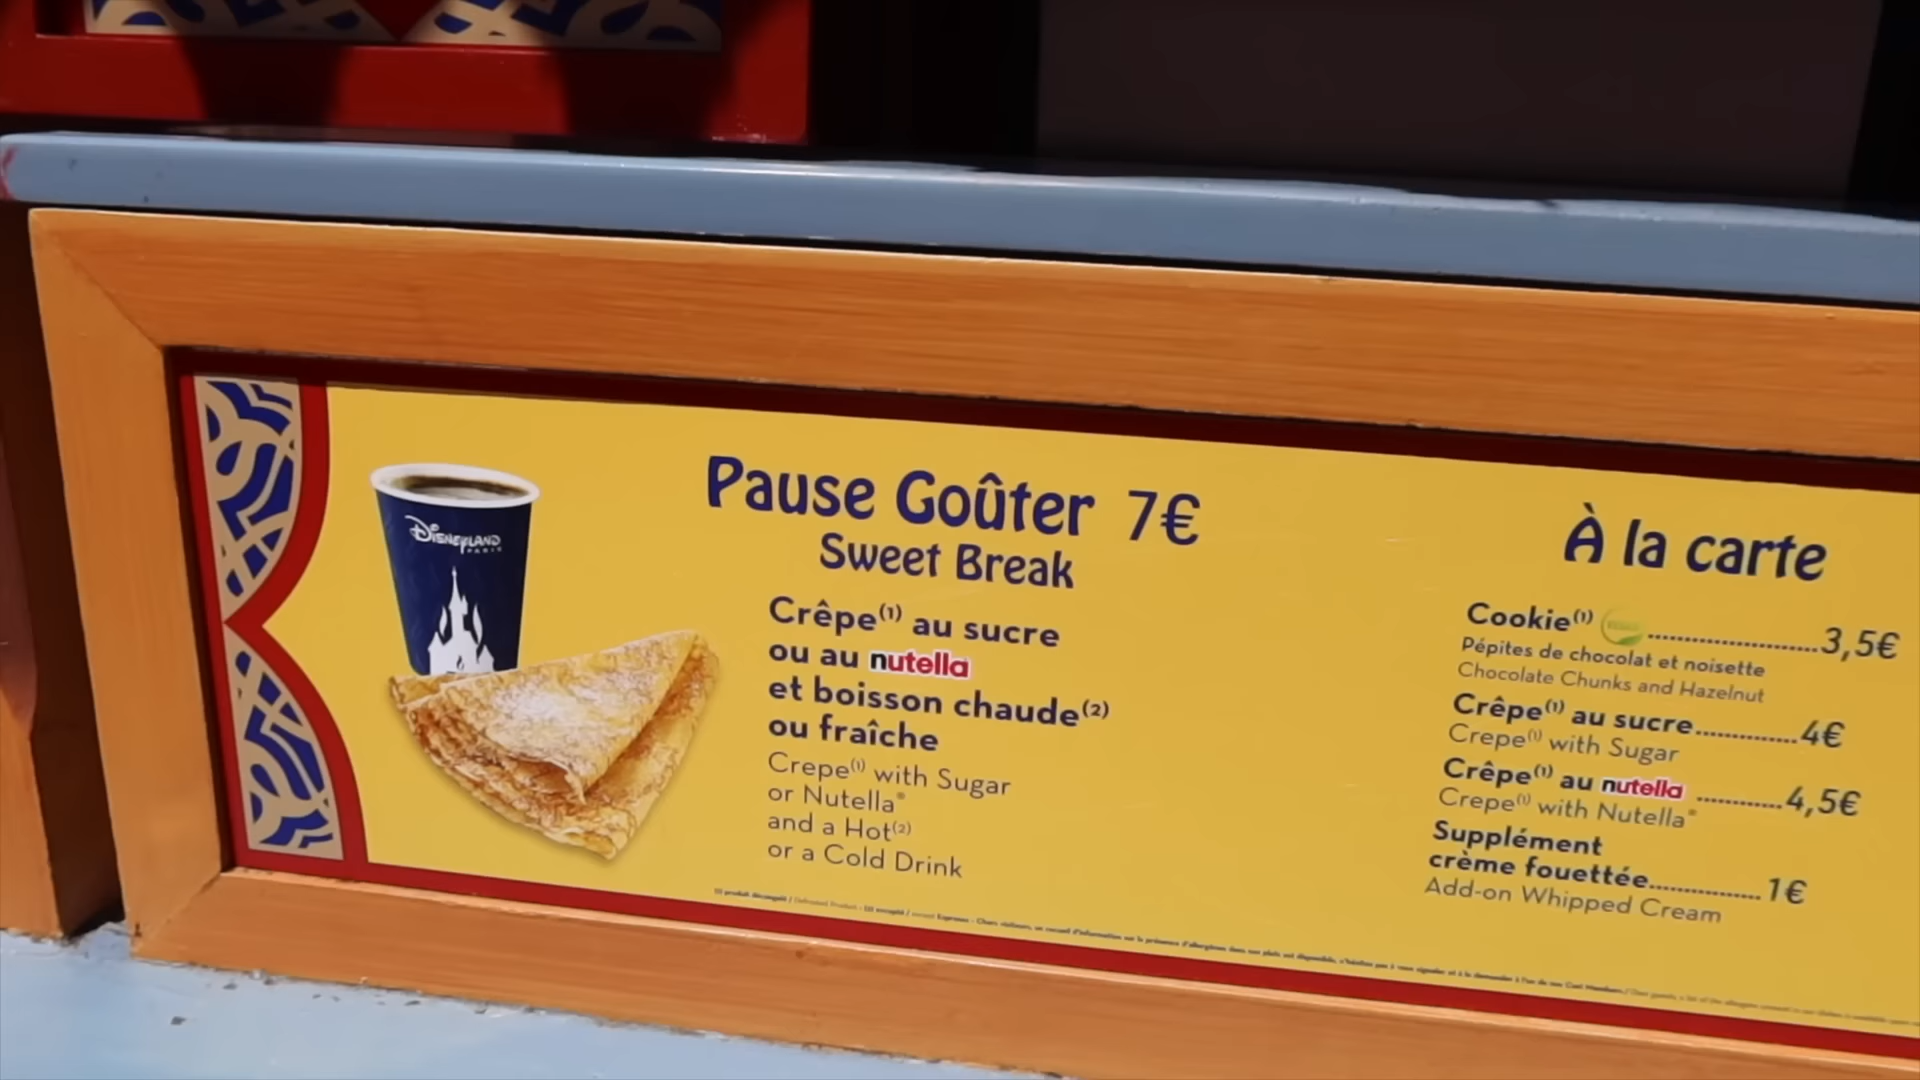 DISNEYLAND
PARIS
Pause Goûter 7€
Sweet Break
Crêpe(1) au sucre
ou au nutella
et boisson chaude(2)
ou fraîche
Crepe(1) with Sugar
or Nutella®
and a Hot(2)
or a Cold Drink
À la carte
Cookie(1) ....................3,5€
Pépites de chocolat et noisette
Chocolate Chunks and Hazelnut
Crêpe(1) au sucre............4€
Crepe(1) with Sugar
Crêpe(1) au nutella ..........4,5€
Crepe(1) with Nutella®
Supplément
crème fouettée.............1€
Add-on Whipped Cream